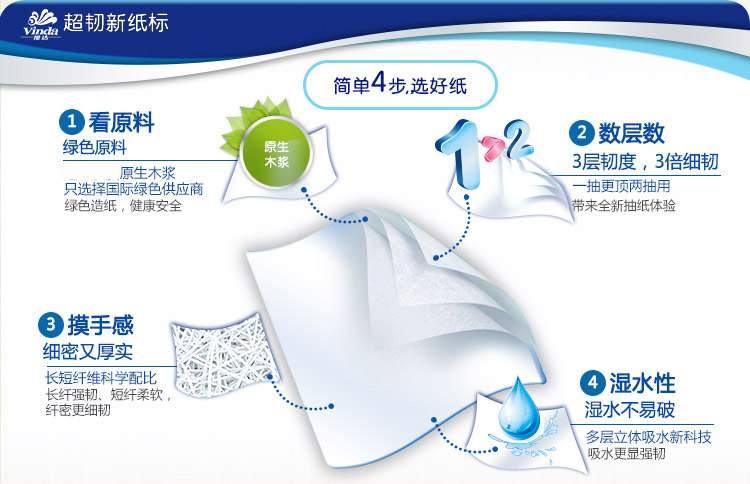 Vinda
维达
超韧新纸标
简单4步,选好纸
1 看原料
绿色原料
原生木浆
只选择国际绿色供应商
绿色造纸，健康安全
原生
木浆
1>2
2 数层数
3层韧度，3倍细韧
一抽更顶两抽用
带来全新抽纸体验
3 摸手感
细密又厚实
长短纤维科学配比
长纤强韧、短纤柔软，
纤密更细韧
4 湿水性
湿水不易破
多层立体吸水新科技
吸水更显强韧